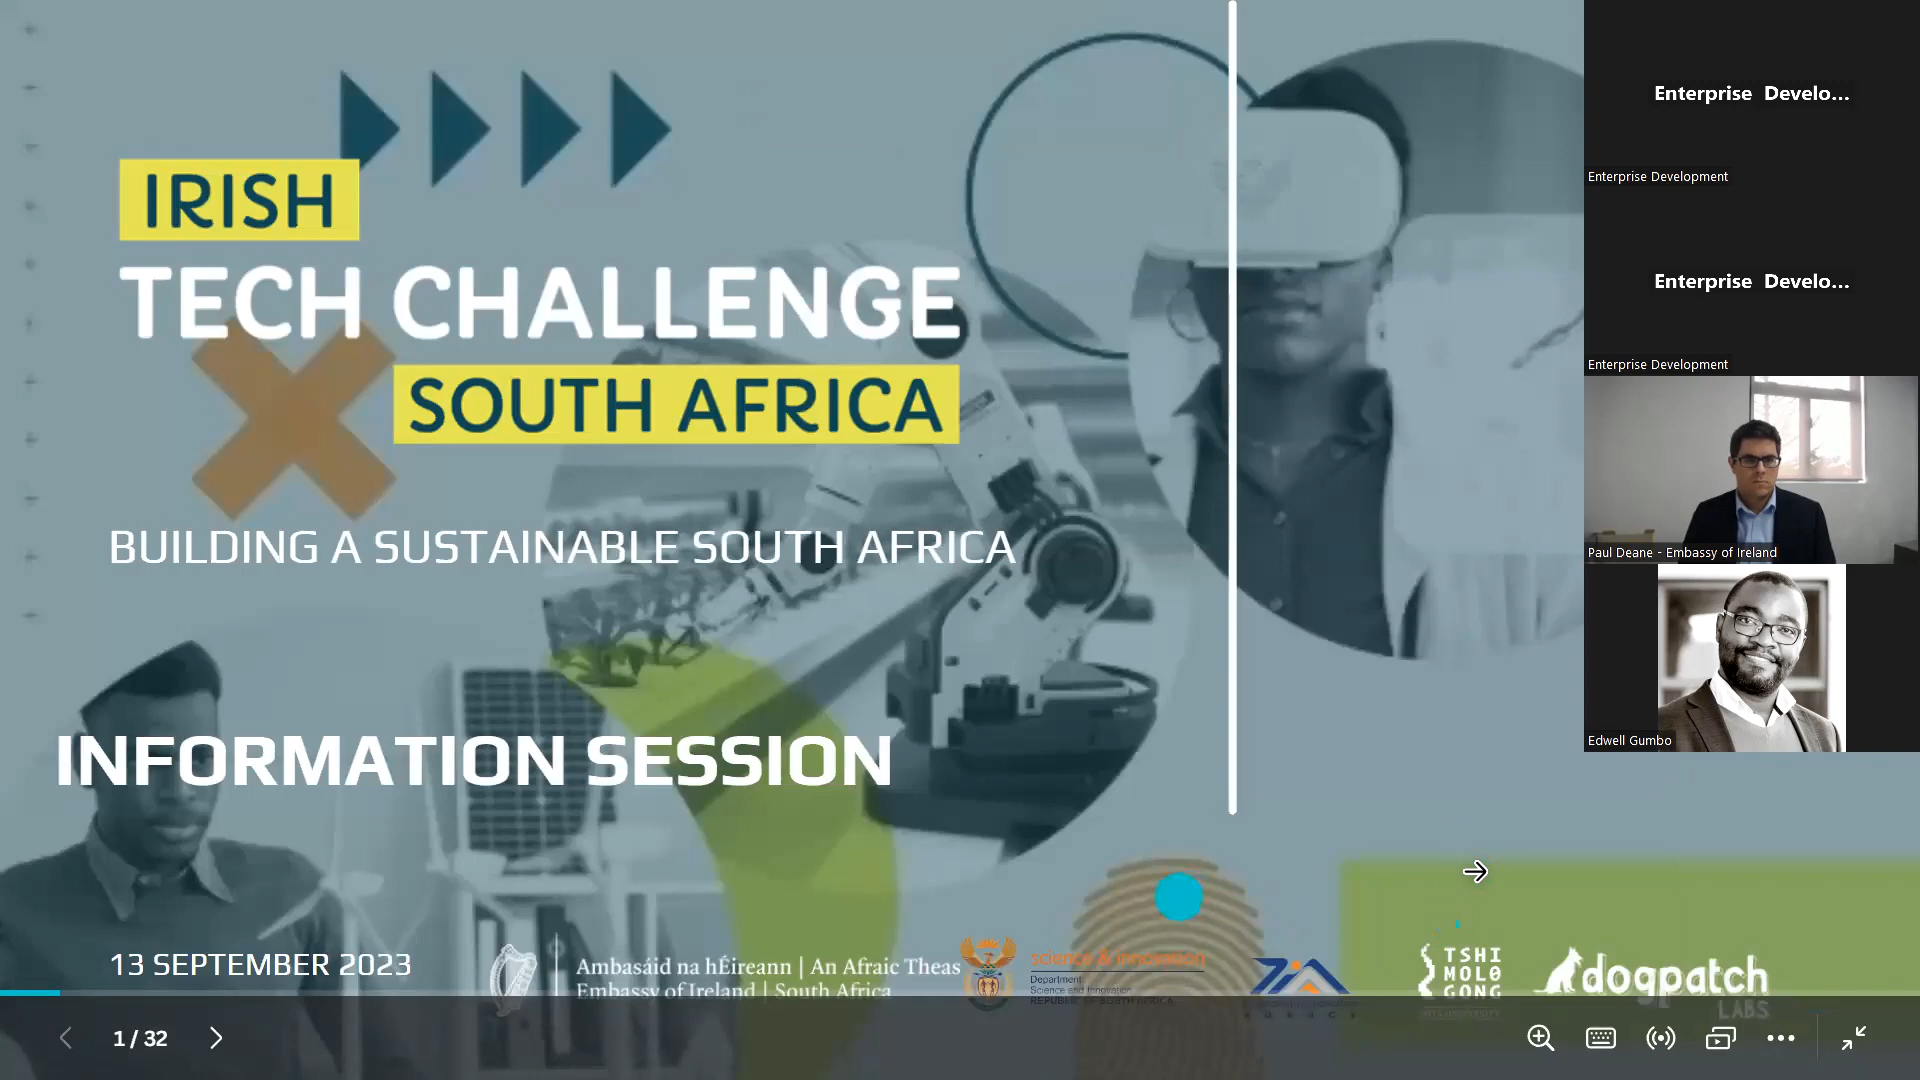 IRISH
TECH CHALLENGE
SOUTH AFRICA
BUILDING A SUSTAINABLE SOUTH AFRICA
INFORMATION SESSION
13 SEPTEMBER 2023
Ambasáid na hÉireann | An Afraic Theas
Embassy of Ireland | South Africa
science & innovation
Department:
Science and Innovation
REPUBLIC OF SOUTH AFRICA
TSHI
MOLO
GONG
WITS UNIVERSITY
dogpatch
LABS
1 / 32
Enterprise Develo...
Enterprise Development
Enterprise Develo...
Enterprise Development
Paul Deane - Embassy of Ireland
Edwell Gumbo